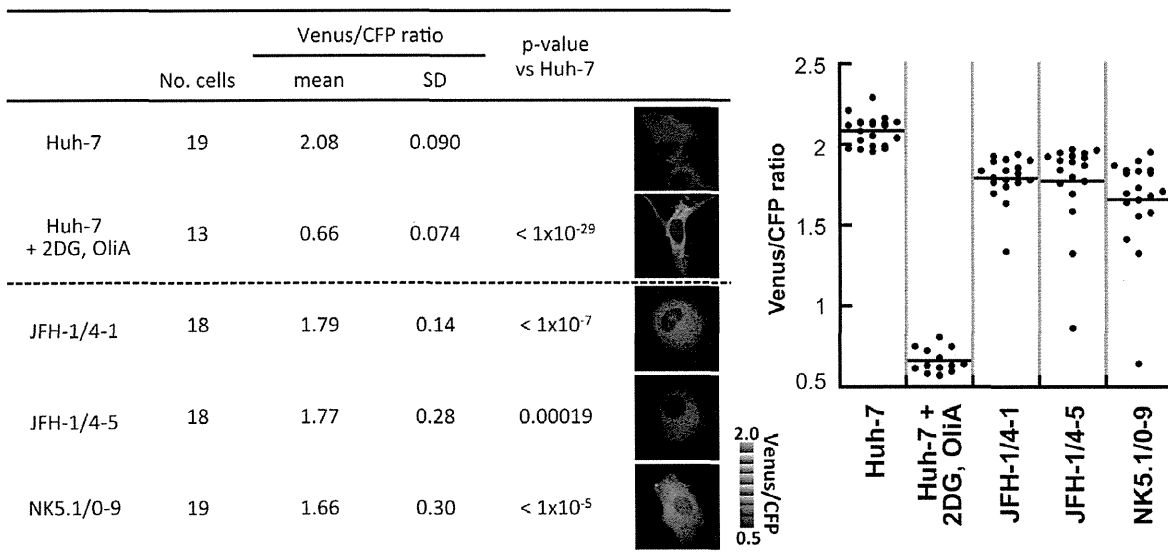 Venus/CFP ratio
p-value
vs Huh-7
No. cells mean SD
Huh-7 19 2.08 0.090
Huh-7
+ 2DG, OliA 13 0.66 0.074 < 1x10⁻²⁹
JFH-1/4-1 18 1.79 0.14 < 1x10⁻⁷
JFH-1/4-5 18 1.77 0.28 0.00019
NK5.1/0-9 19 1.66 0.30 < 1x10⁻⁵
2.0
Venus/CFP
0.5
Venus/CFP ratio
2.5
2
1.5
1
0.5
Huh-7
Huh-7 +
2DG, OliA
JFH-1/4-1
JFH-1/4-5
NK5.1/0-9